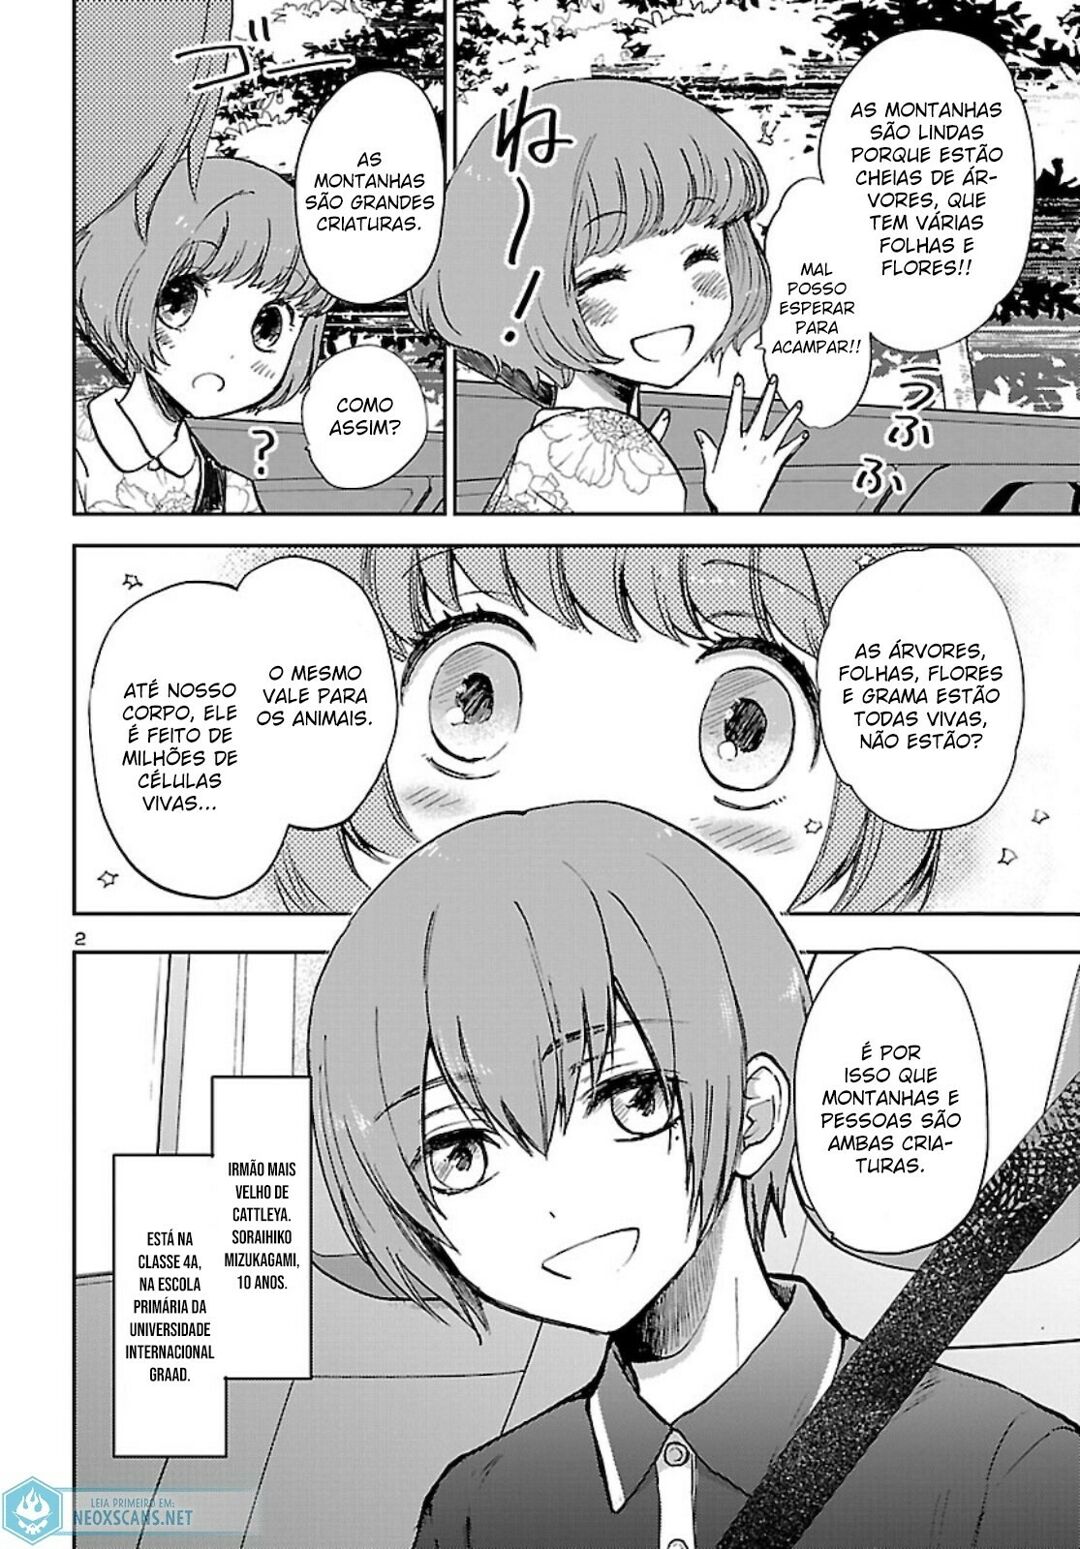 AS MONTANHAS
SÃO LINDAS
PORQUE ESTÃO
CHEIAS DE ÁR-
VORES, QUE
TEM VÁRIAS
FOLHAS E
FLORES!!
MAL
POSSO
ESPERAR
PARA
ACAMPAR!!
うふふ
ね〜!
AS
MONTANHAS
SÃO GRANDES
CRIATURAS.
ゴー
COMO
ASSIM?
?
AS ÁRVORES,
FOLHAS, FLORES
E GRAMA ESTÃO
TODAS VIVAS,
NÃO ESTÃO?
O MESMO
VALE PARA
OS ANIMAIS.
ATÉ NOSSO
CORPO, ELE
É FEITO DE
MILHÕES DE
CÉLULAS
VIVAS...
2
É POR
ISSO QUE
MONTANHAS E
PESSOAS SÃO
AMBAS CRIA-
TURAS.
IRMÃO MAIS
VELHO DE
CATTLEYA.
SORAIHIKO
MIZUKAGAMI,
10 ANOS.
ESTÁ NA
CLASSE 4A,
NA ESCOLA
PRIMÁRIA DA
UNIVERSIDADE
INTERNACIONAL
GRAAD.
LEIA PRIMEIRO EM:
NEOXSCANS.NET